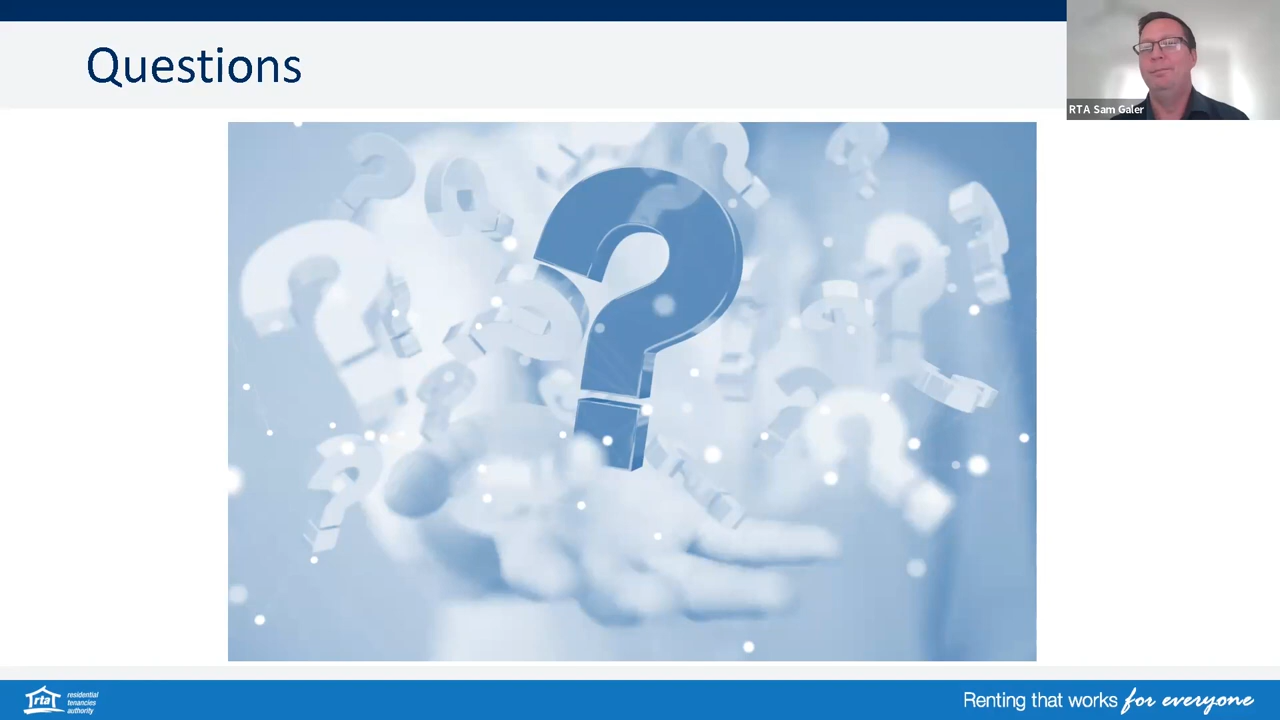 Questions
RTA Sam Galer
rta
residential
tenancies
authority
Renting that works for everyone